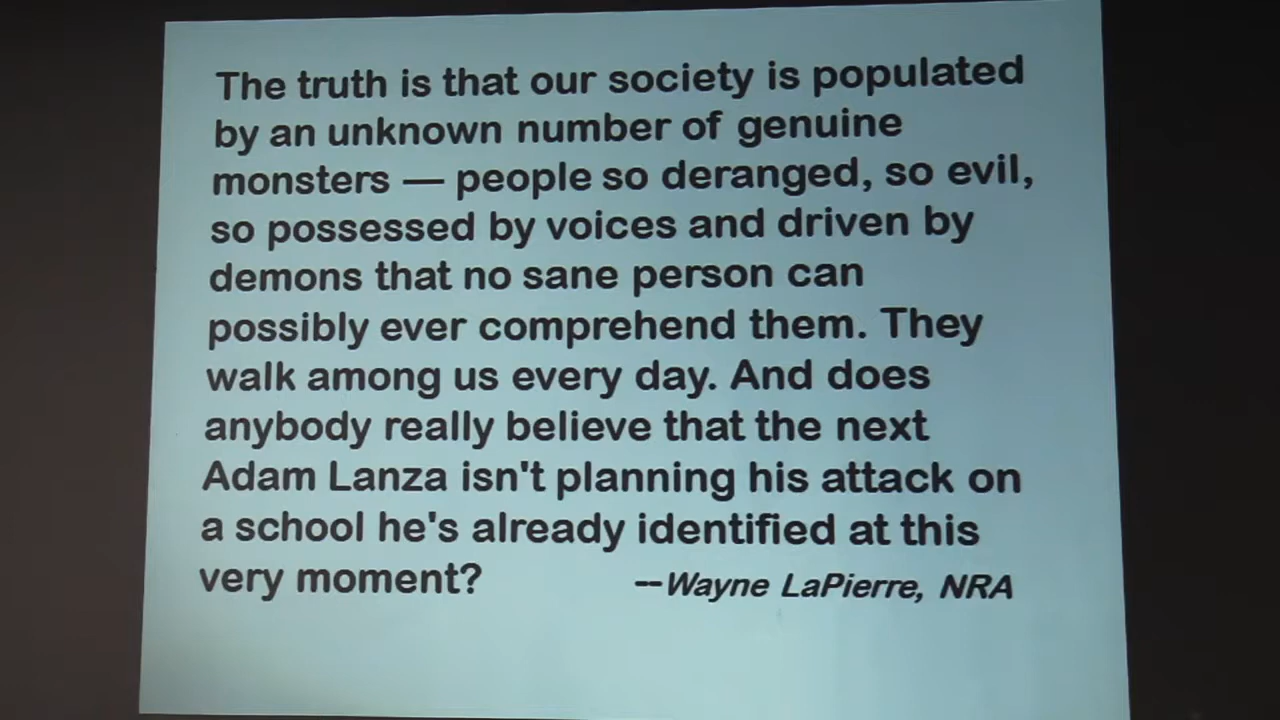 The truth is that our society is populated
by an unknown number of genuine
monsters — people so deranged, so evil,
so possessed by voices and driven by
demons that no sane person can
possibly ever comprehend them. They
walk among us every day. And does
anybody really believe that the next
Adam Lanza isn't planning his attack on
a school he's already identified at this
very moment? --Wayne LaPierre, NRA